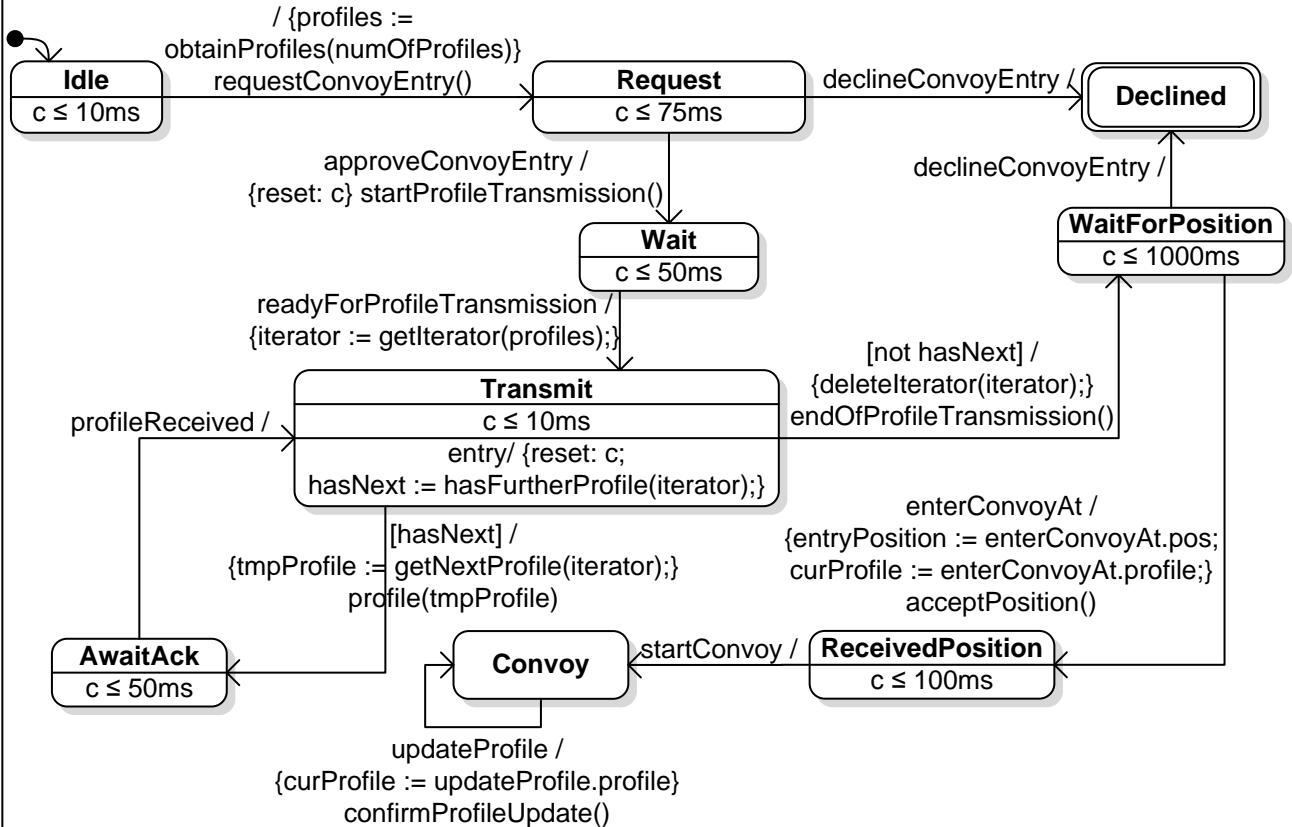 / {profiles :=
obtainProfiles(numOfProfiles)}
requestConvoyEntry()
Idle
c ≤ 10ms
Request
c ≤ 75ms
declineConvoyEntry /
Declined
approveConvoyEntry /
{reset: c} startProfileTransmission()
declineConvoyEntry /
Wait
c ≤ 50ms
WaitForPosition
c ≤ 1000ms
readyForProfileTransmission /
{iterator := getIterator(profiles);}
[not hasNext] /
{deleteIterator(iterator);}
endOfProfileTransmission()
profileReceived /
Transmit
c ≤ 10ms
entry/ {reset: c;
hasNext := hasFurtherProfile(iterator);}
[hasNext] /
{tmpProfile := getNextProfile(iterator);}
profile(tmpProfile)
enterConvoyAt /
{entryPosition := enterConvoyAt.pos;
curProfile := enterConvoyAt.profile;}
acceptPosition()
AwaitAck
c ≤ 50ms
Convoy
startConvoy /
ReceivedPosition
c ≤ 100ms
updateProfile /
{curProfile := updateProfile.profile}
confirmProfileUpdate()